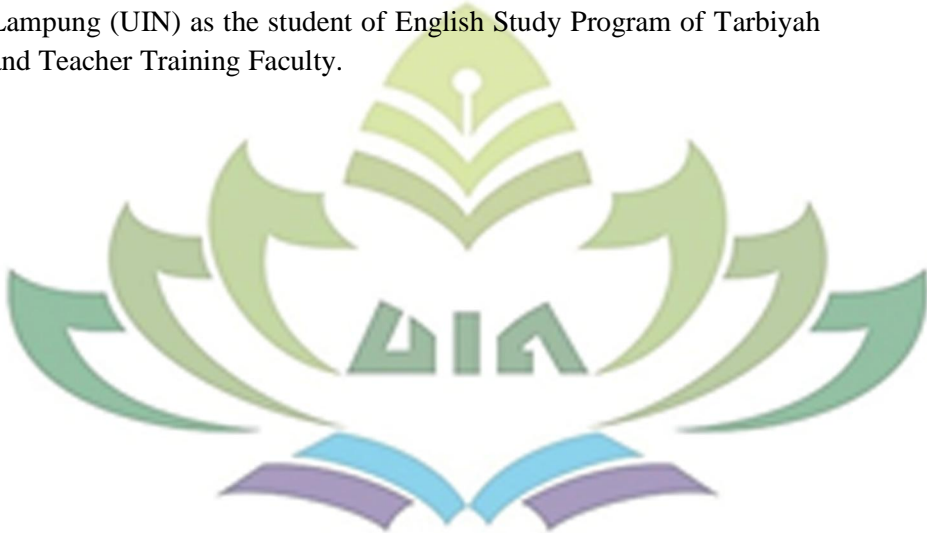 Lampung (UIN) as the student of English Study Program of Tarbiyah
and Teacher Training Faculty.
UIN